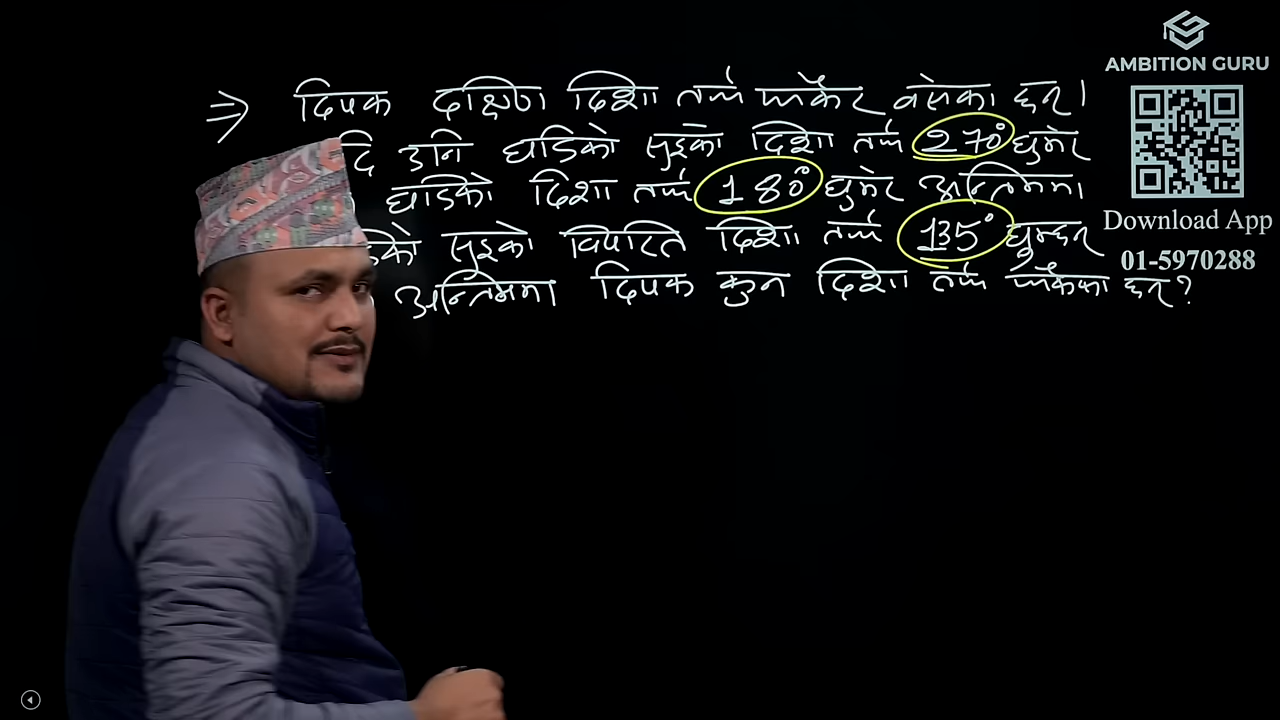 ⇒ दिपक दक्षिण दिशा तर्फ फर्केर बसेका छन्।
दि उनि घडिको सुइको दिशा तर्फ 270° घुमेर
घडिको दिशा तर्फ 180° घुमेर अन्तिममा
को सुइको विपरित दिशा तर्फ 135° घुम्छन्
अन्तिममा दिपक कुन दिशा तर्फ फर्केका छन्?
AMBITION GURU
Download App
01-5970288